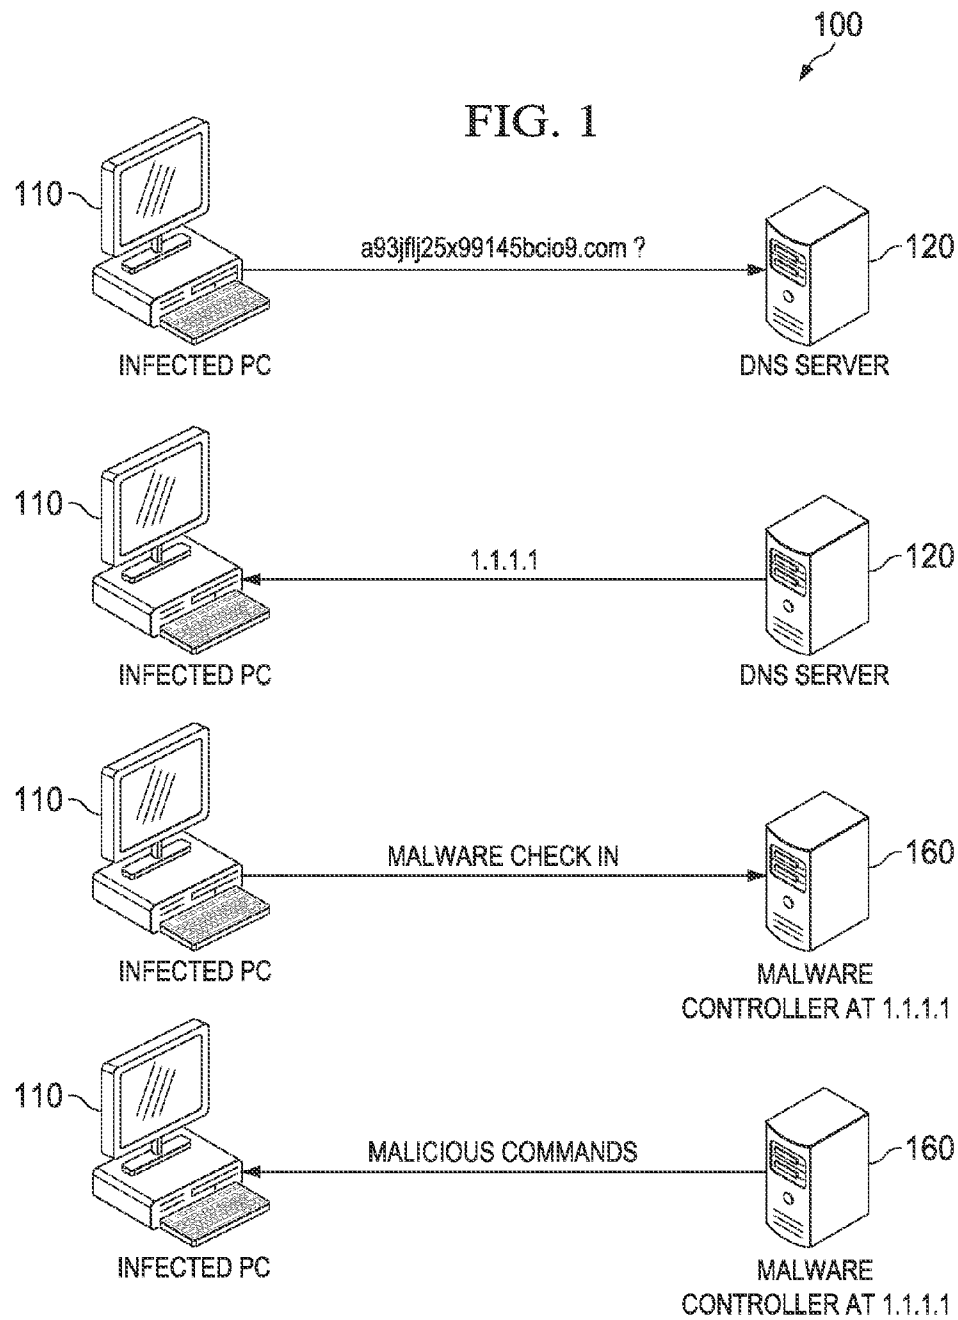 100
FIG. 1
110
a93jflj25x99145bcio9.com ?
120
INFECTED PC
DNS SERVER
110
1.1.1.1
120
INFECTED PC
DNS SERVER
110
MALWARE CHECK IN
160
INFECTED PC
MALWARE
CONTROLLER AT 1.1.1.1
110
MALICIOUS COMMANDS
160
INFECTED PC
MALWARE
CONTROLLER AT 1.1.1.1